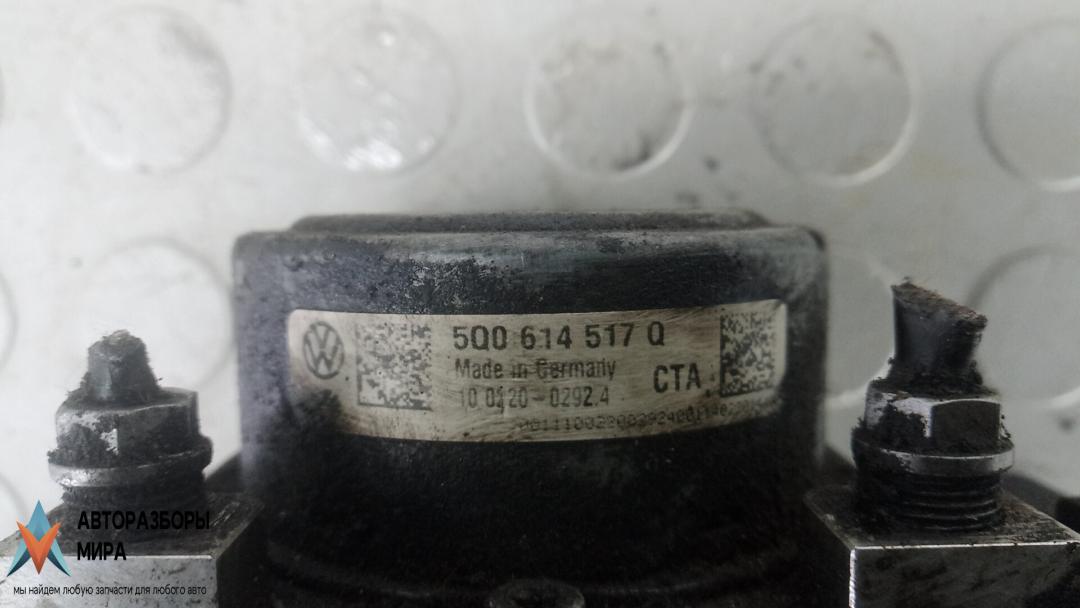 5Q0 614 517 Q
Made in Germany
CTA
10 0220-0292.4
АВТОРАЗБОРЫ
МИРА
мы найдем любую запчасти для любого авто